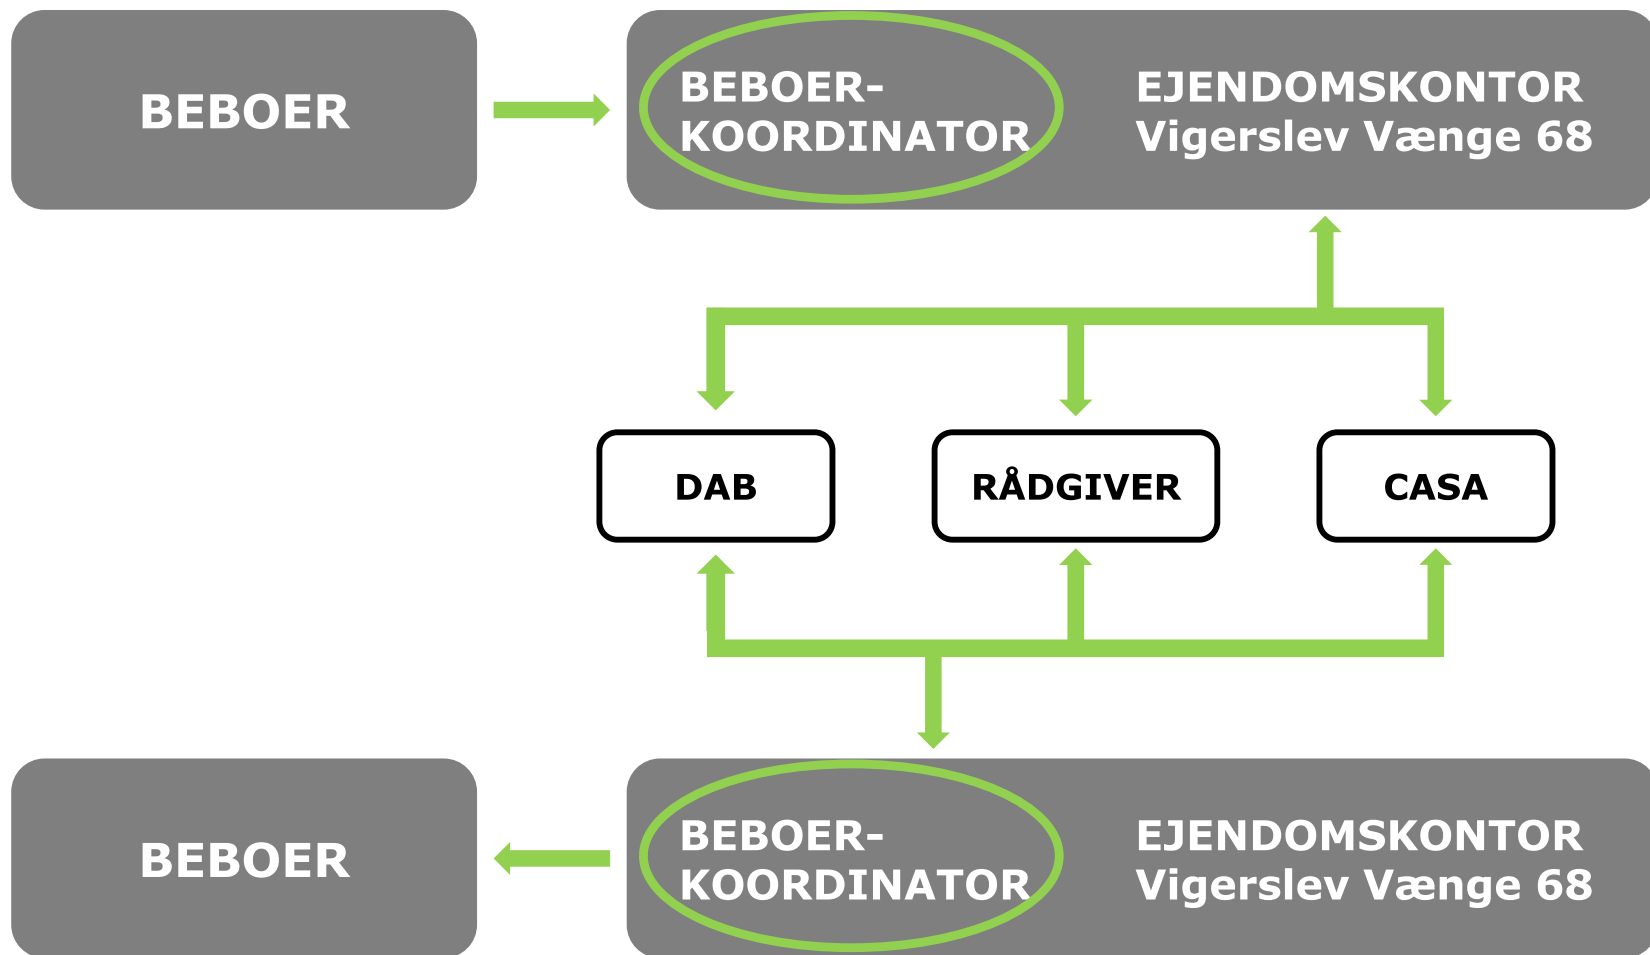 BEBOER
BEBOER-
KOORDINATOR
EJENDOMSKONTOR
Vigerslev Vænge 68
DAB
RÅDGIVER
CASA
BEBOER
BEBOER-
KOORDINATOR
EJENDOMSKONTOR
Vigerslev Vænge 68